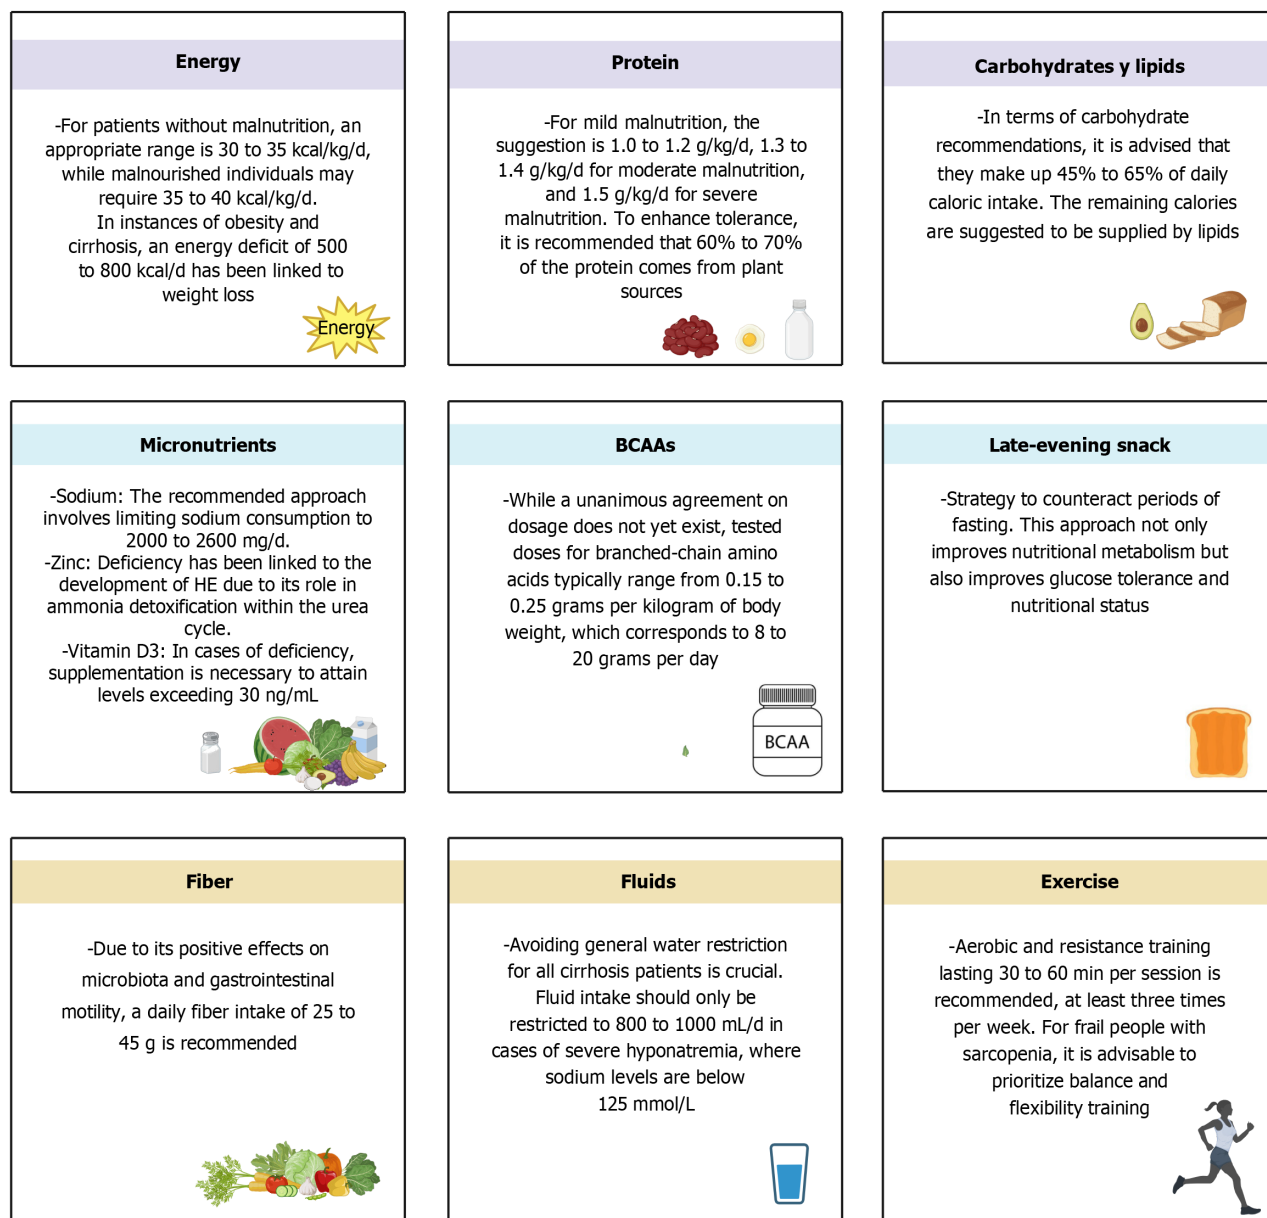 Energy
-For patients without malnutrition, an
appropriate range is 30 to 35 kcal/kg/d,
while malnourished individuals may
require 35 to 40 kcal/kg/d.
In instances of obesity and
cirrhosis, an energy deficit of 500
to 800 kcal/d has been linked to
weight loss
Energy
Protein
-For mild malnutrition, the
suggestion is 1.0 to 1.2 g/kg/d, 1.3 to
1.4 g/kg/d for moderate malnutrition,
and 1.5 g/kg/d for severe
malnutrition. To enhance tolerance,
it is recommended that 60% to 70%
of the protein comes from plant
sources
Carbohydrates y lipids
-In terms of carbohydrate
recommendations, it is advised that
they make up 45% to 65% of daily
caloric intake. The remaining calories
are suggested to be supplied by lipids
Micronutrients
-Sodium: The recommended approach
involves limiting sodium consumption to
2000 to 2600 mg/d.
-Zinc: Deficiency has been linked to the
development of HE due to its role in
ammonia detoxification within the urea
cycle.
-Vitamin D3: In cases of deficiency,
supplementation is necessary to attain
levels exceeding 30 ng/mL
BCAAs
-While a unanimous agreement on
dosage does not yet exist, tested
doses for branched-chain amino
acids typically range from 0.15 to
0.25 grams per kilogram of body
weight, which corresponds to 8 to
20 grams per day
BCAA
Late-evening snack
-Strategy to counteract periods of
fasting. This approach not only
improves nutritional metabolism but
also improves glucose tolerance and
nutritional status
Fiber
-Due to its positive effects on
microbiota and gastrointestinal
motility, a daily fiber intake of 25 to
45 g is recommended
Fluids
-Avoiding general water restriction
for all cirrhosis patients is crucial.
Fluid intake should only be
restricted to 800 to 1000 mL/d in
cases of severe hyponatremia, where
sodium levels are below
125 mmol/L
Exercise
-Aerobic and resistance training
lasting 30 to 60 min per session is
recommended, at least three times
per week. For frail people with
sarcopenia, it is advisable to
prioritize balance and
flexibility training